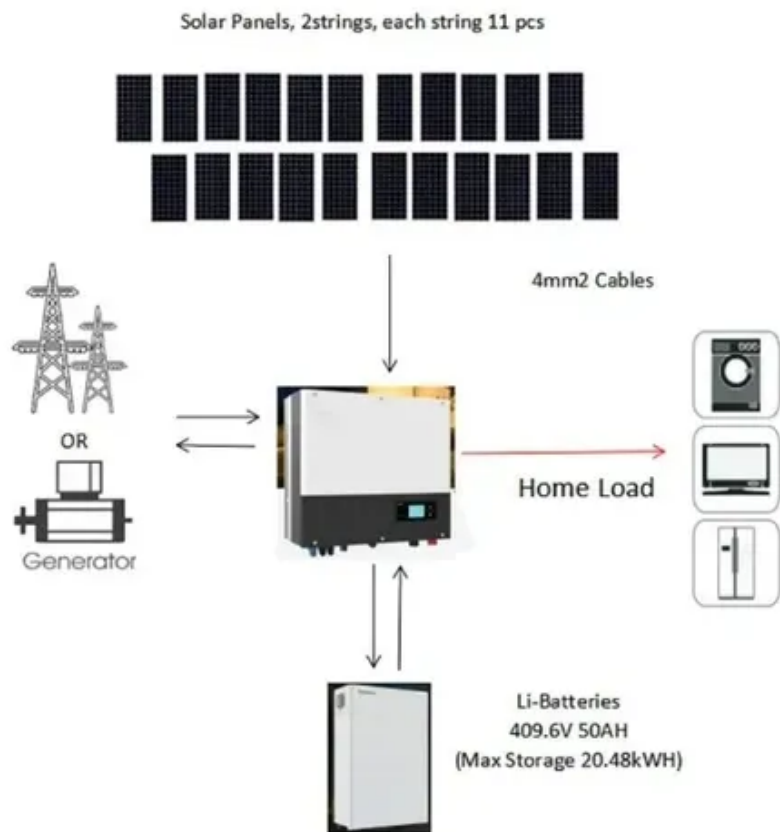 Solar Panels, 2strings, each string 11 pcs
4mm2 Cables
OR
Generator
Home Load
Li-Batteries
409.6V 50AH
(Max Storage 20.48kWH)